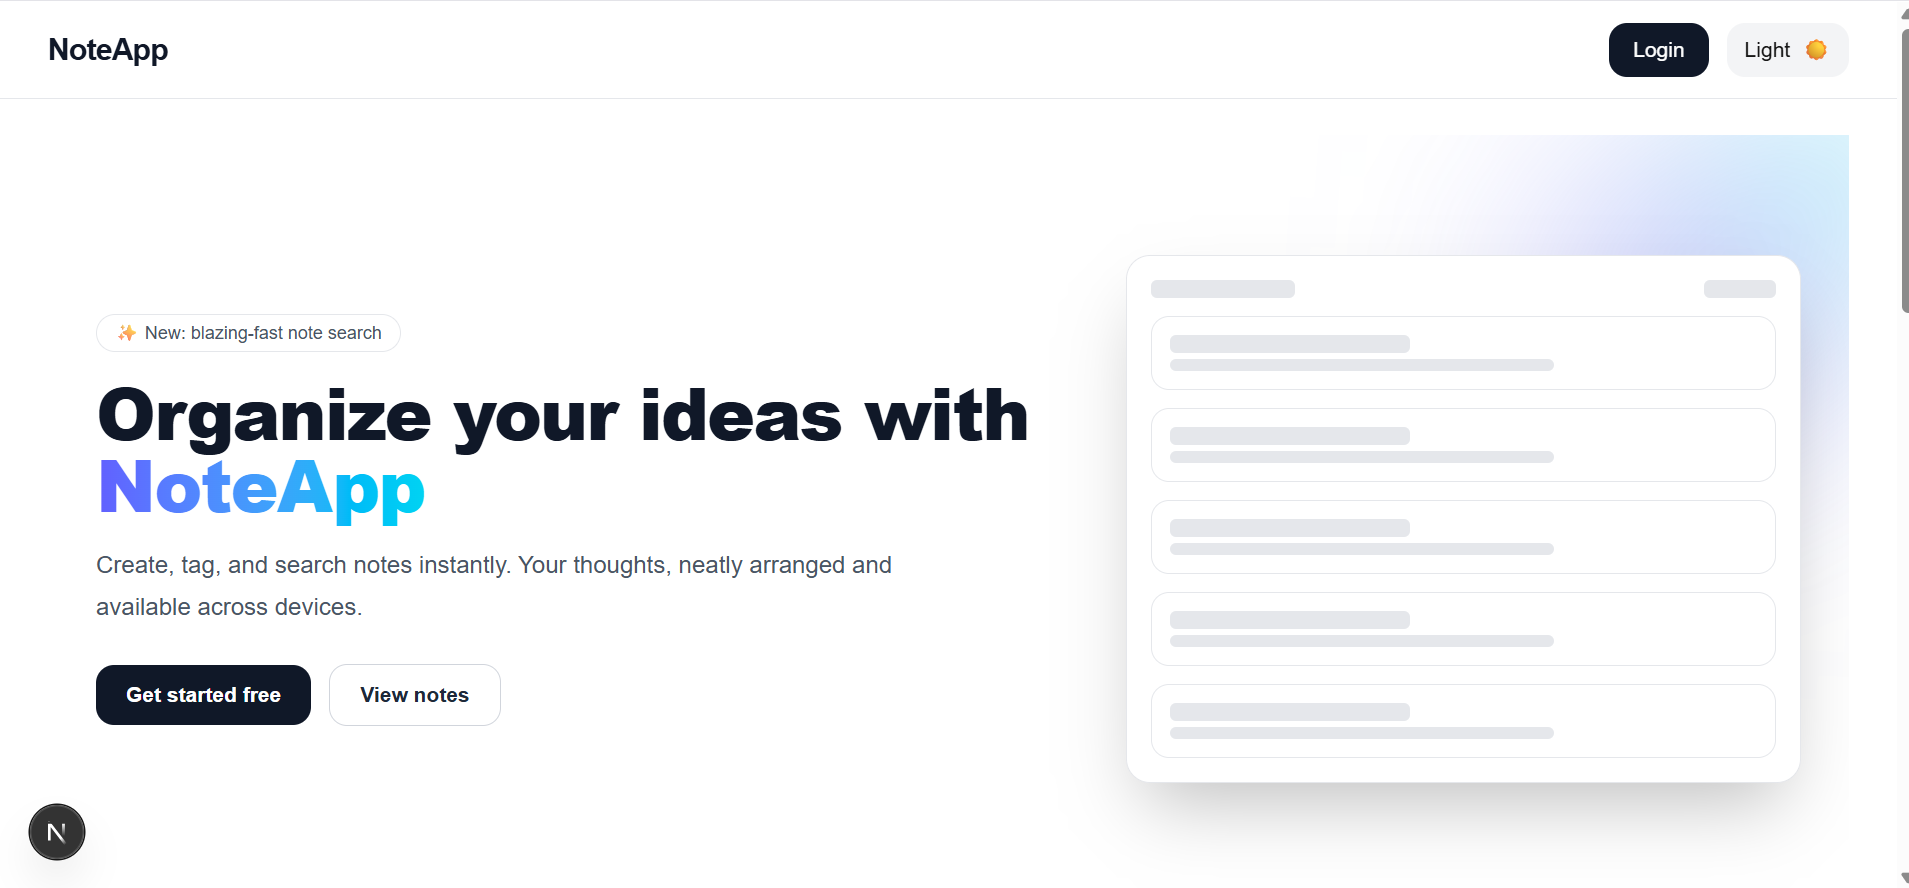 NoteApp
Login
Light
New: blazing-fast note search
Organize your ideas with
NoteApp
Create, tag, and search notes instantly. Your thoughts, neatly arranged and
available across devices.
Get started free
View notes
N